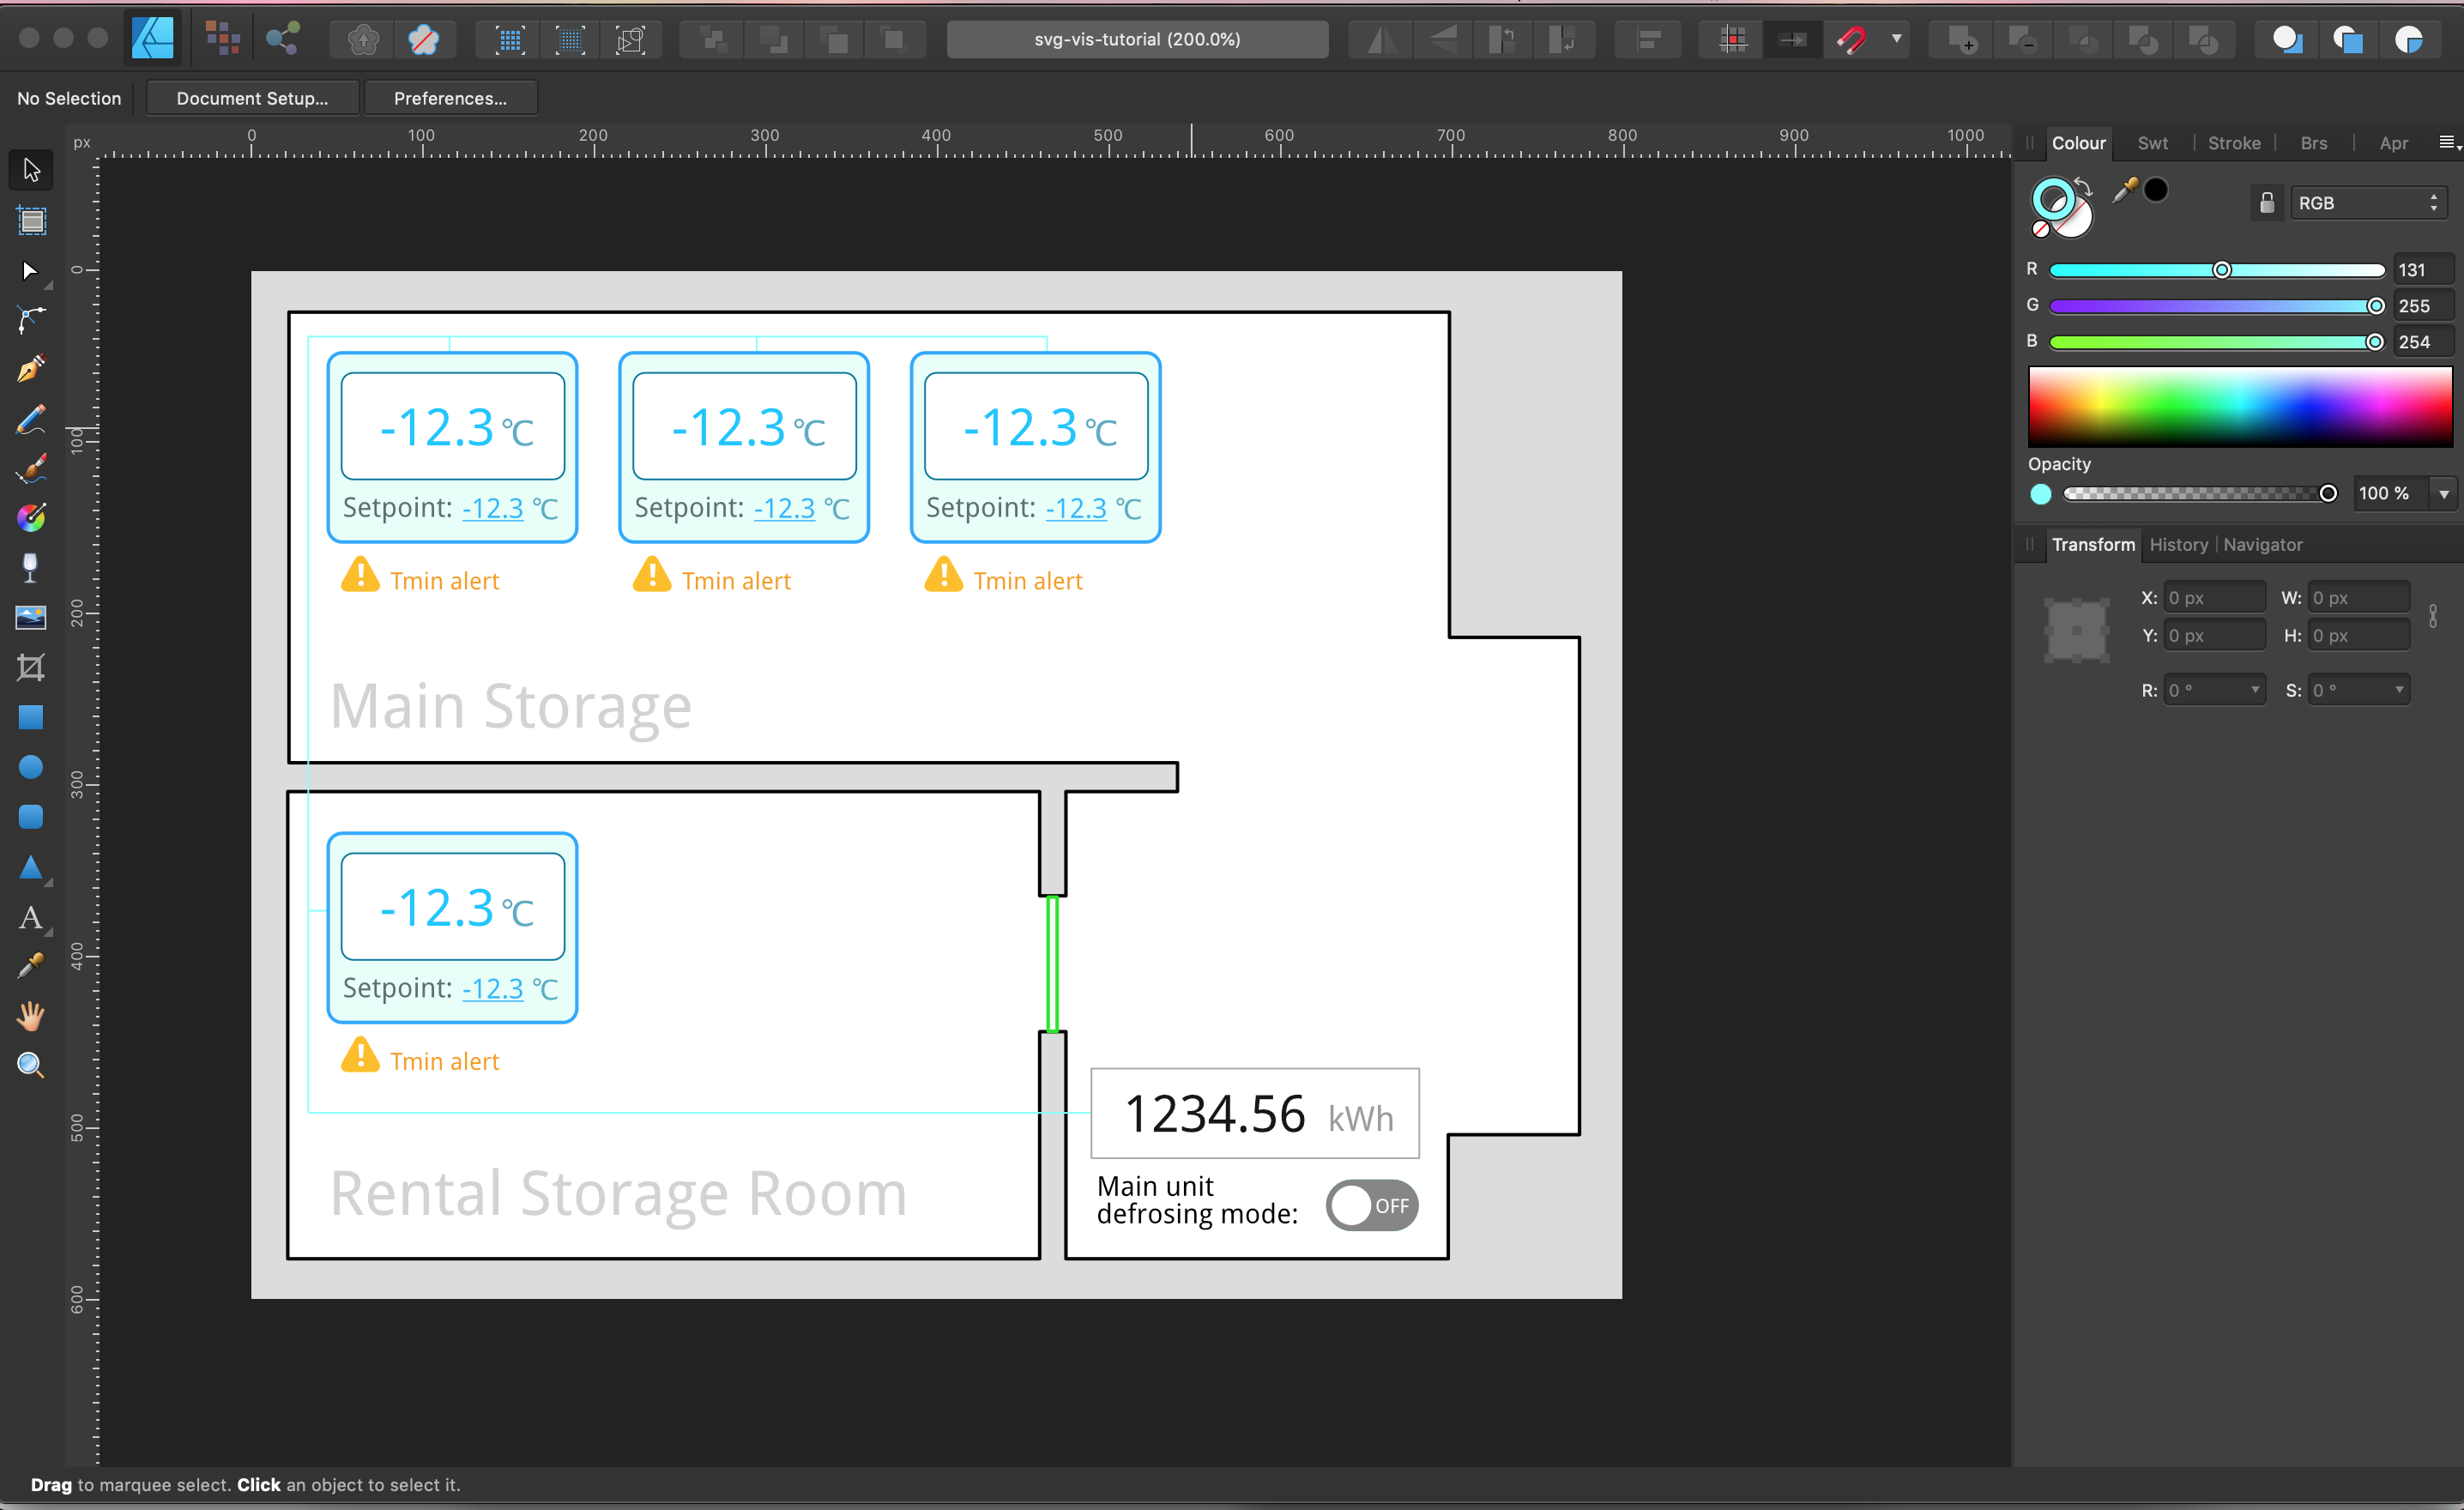 svg-vis-tutorial (200.0%)
No Selection
Document Setup...
Preferences...
px
0 100 200 300 400 500 600 700 800 900 1000
Colour Swt Stroke Brs Apr
RGB
R 131
G 255
B 254
Opacity
100 %
Transform History Navigator
X: 0 px W: 0 px
Y: 0 px H: 0 px
R: 0 ° S: 0 °
0
100
200
300
400
500
600
-12.3 °C -12.3 °C -12.3 °C
Setpoint: -12.3 °C Setpoint: -12.3 °C Setpoint: -12.3 °C
Tmin alert Tmin alert Tmin alert
Main Storage
-12.3 °C
Setpoint: -12.3 °C
Tmin alert
1234.56 kWh
Main unit
defrosing mode:
OFF
Rental Storage Room
Drag to marquee select. Click an object to select it.